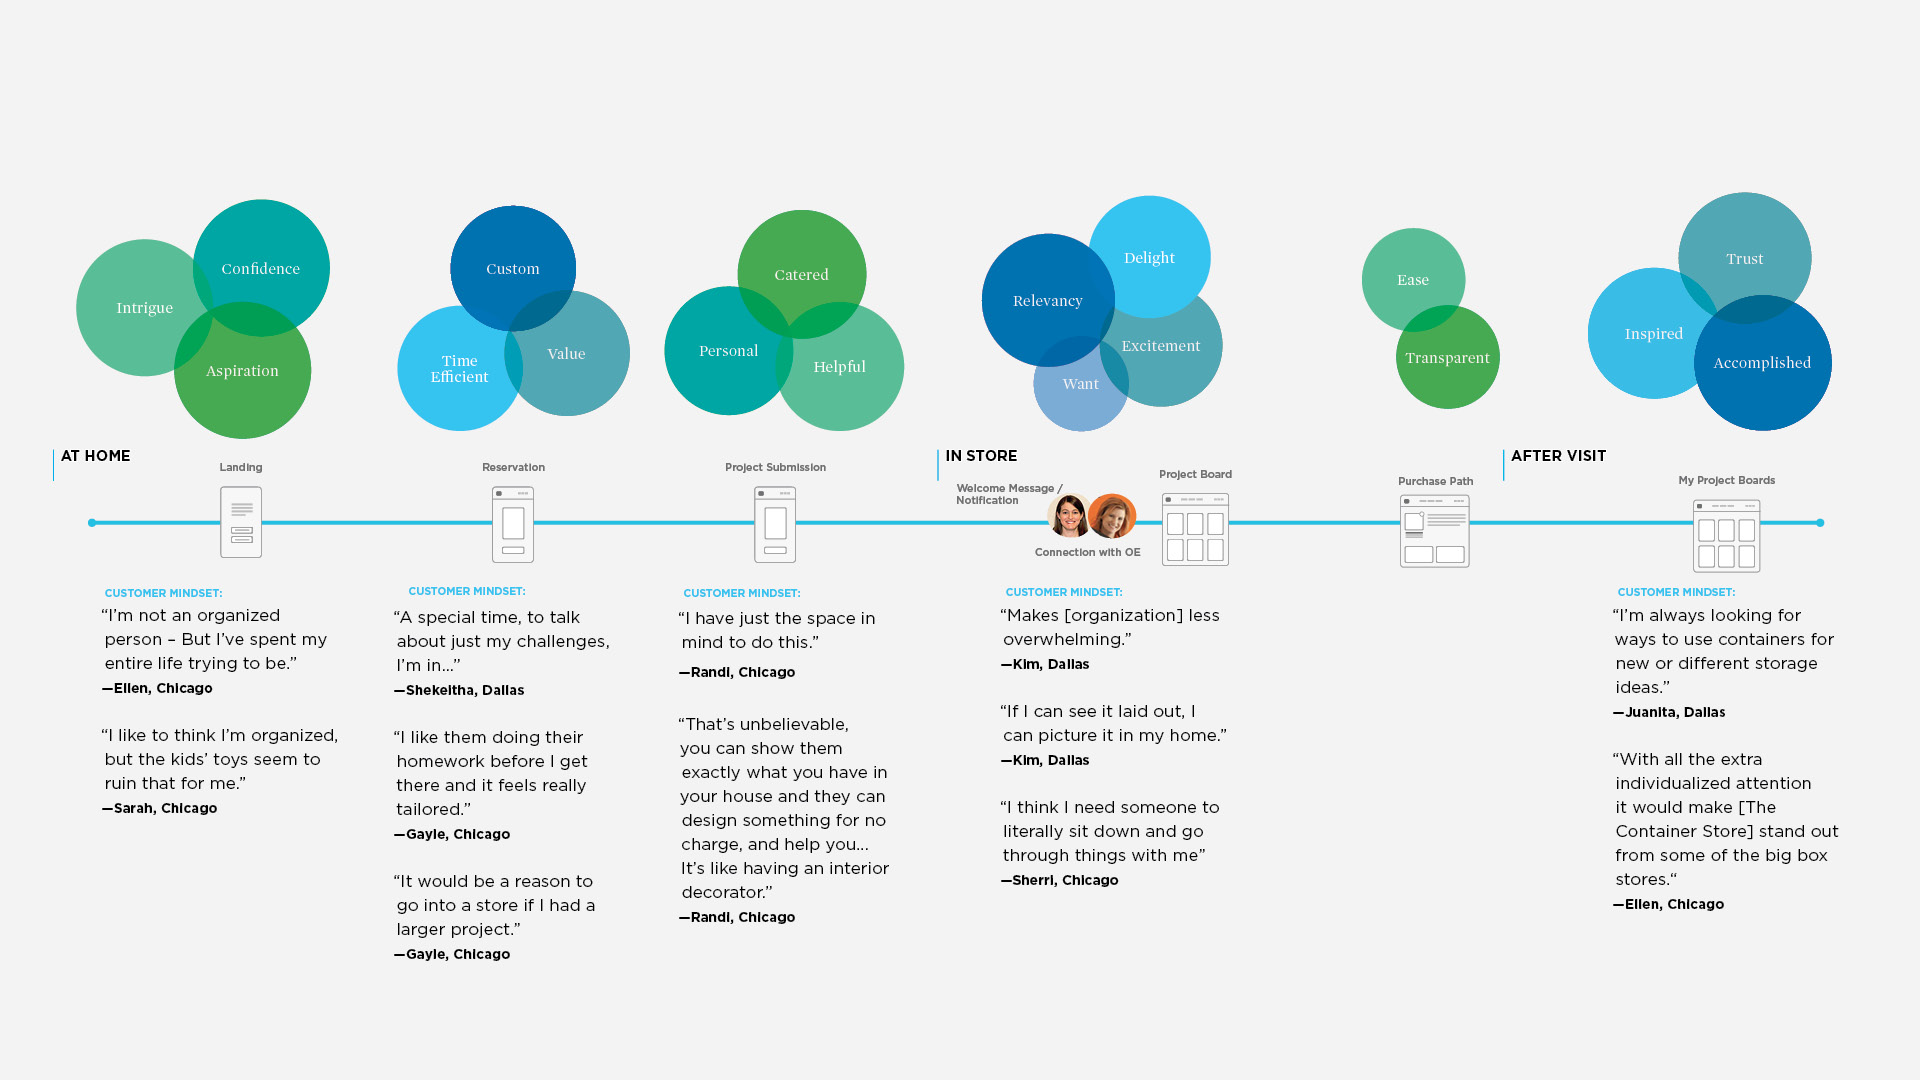 Confidence
Intrigue
Aspiration
Custom
Time
Efficient
Value
Catered
Personal
Helpful
Delight
Relevancy
Excitement
Want
Ease
Transparent
Trust
Inspired
Accomplished
AT HOME
Landing
Reservation
Project Submission
IN STORE
Welcome Message /
Notification
Connection with OE
Project Board
Purchase Path
AFTER VISIT
My Project Boards
CUSTOMER MINDSET:
“I’m not an organized
person – But I’ve spent my
entire life trying to be.”
—Ellen, Chicago
“I like to think I’m organized,
but the kids’ toys seem to
ruin that for me.”
—Sarah, Chicago
CUSTOMER MINDSET:
“A special time, to talk
about just my challenges,
I’m in...”
—Shekeitha, Dallas
“I like them doing their
homework before I get
there and it feels really
tailored.”
—Gayle, Chicago
“It would be a reason to
go into a store if I had a
larger project.”
—Gayle, Chicago
CUSTOMER MINDSET:
“I have just the space in
mind to do this.”
—Randi, Chicago
“That’s unbelievable,
you can show them
exactly what you have in
your house and they can
design something for no
charge, and help you...
It’s like having an interior
decorator.”
—Randi, Chicago
CUSTOMER MINDSET:
“Makes [organization] less
overwhelming.”
—Kim, Dallas
“If I can see it laid out, I
can picture it in my home.”
—Kim, Dallas
“I think I need someone to
literally sit down and go
through things with me”
—Sherri, Chicago
CUSTOMER MINDSET:
“I’m always looking for
ways to use containers for
new or different storage
ideas.”
—Juanita, Dallas
“With all the extra
individualized attention
it would make [The
Container Store] stand out
from some of the big box
stores.“
—Ellen, Chicago